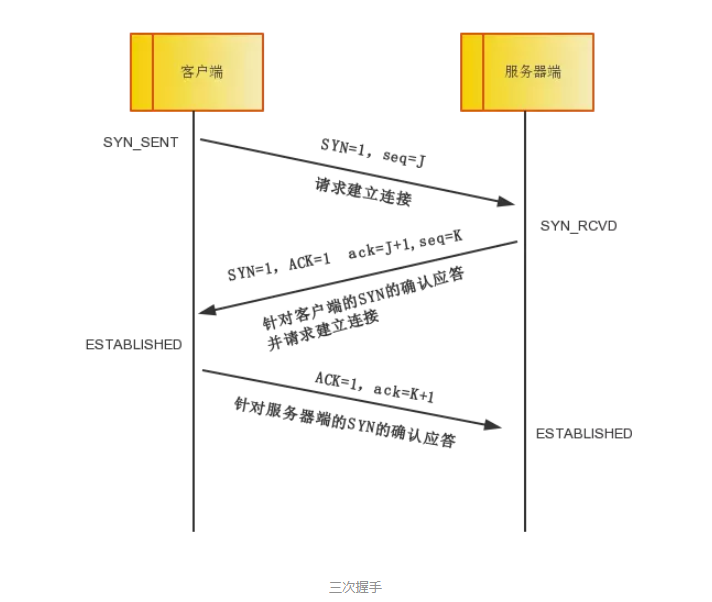 客户端
服务器端
SYN_SENT
SYN=1, seq=J
请求建立连接
SYN_RCVD
SYN=1, ACK=1 ack=J+1,seq=K
针对客户端的SYN的确认应答
并请求建立连接
ESTABLISHED
ACK=1, ack=K+1
针对服务器端的SYN的确认应答
ESTABLISHED
三次握手